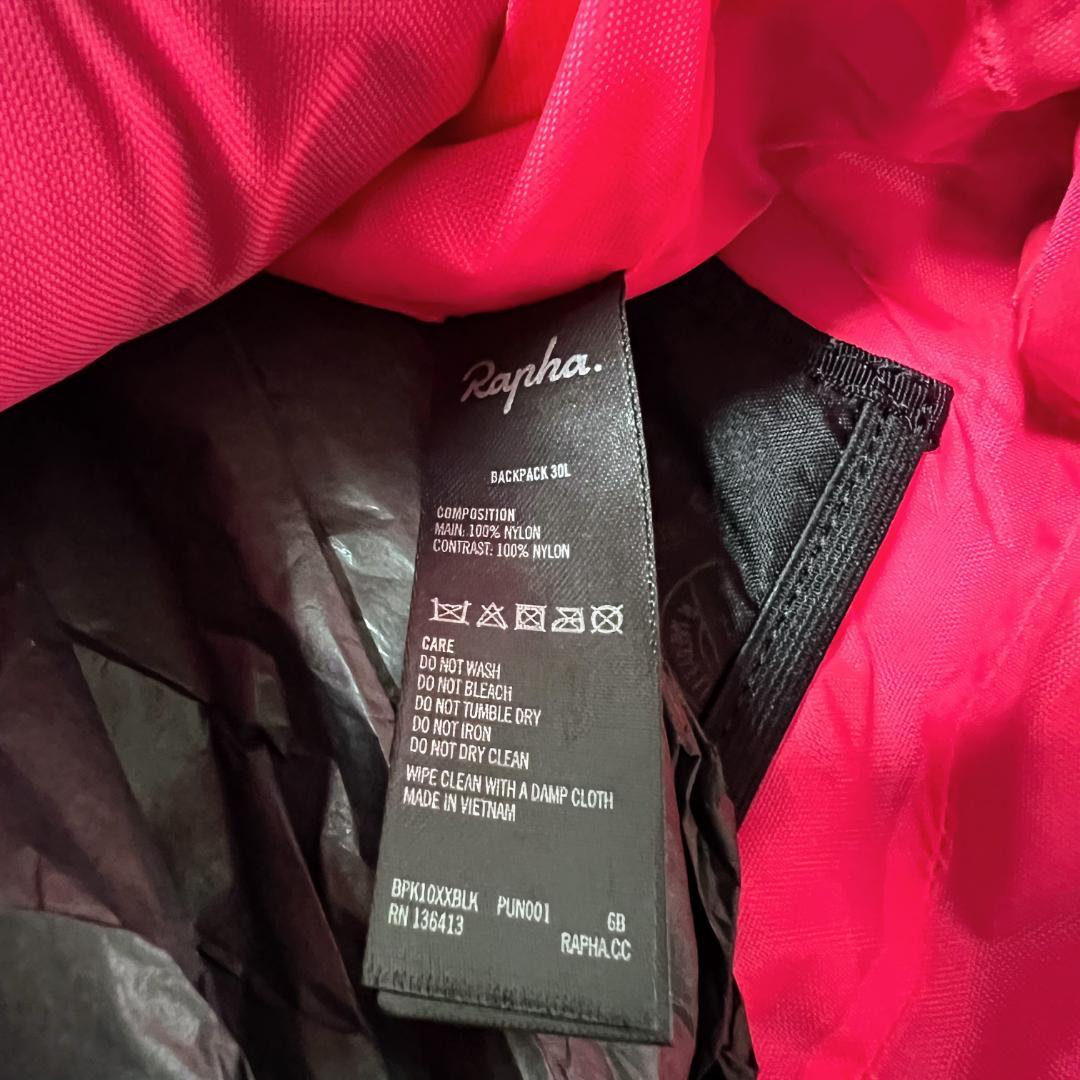 Rapha.
BACKPACK 30L
COMPOSITION
MAIN: 100% NYLON
CONTRAST: 100% NYLON
CARE
DO NOT WASH
DO NOT BLEACH
DO NOT TUMBLE DRY
DO NOT IRON
DO NOT DRY CLEAN
WIPE CLEAN WITH A DAMP CLOTH
MADE IN VIETNAM
BPK10XXBLK PUN001 6B
RN 136413 RAPHA.CC